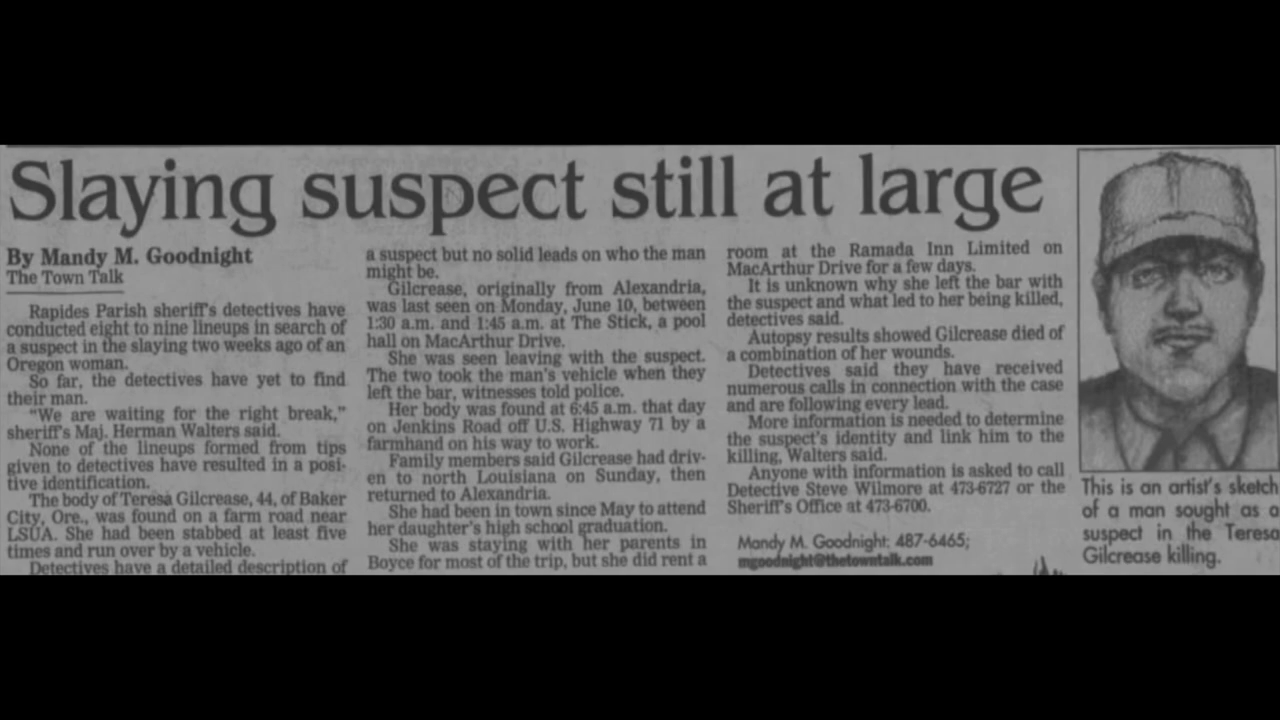 Slaying suspect still at large
By Mandy M. Goodnight
The Town Talk
Rapides Parish sheriff's detectives have
conducted eight to nine lineups in search of
a suspect in the slaying two weeks ago of an
Oregon woman.
So far, the detectives have yet to find
their man.
"We are waiting for the right break,"
sheriff's Maj. Herman Walters said.
None of the lineups formed from tips
given to detectives have resulted in a posi-
tive identification.
The body of Teresa Gilcrease, 44, of Baker
City, Ore., was found on a farm road near
LSUA. She had been stabbed at least five
times and run over by a vehicle.
Detectives have a detailed description of
a suspect but no solid leads on who the man
might be.
Gilcrease, originally from Alexandria,
was last seen on Monday, June 10, between
1:30 a.m. and 1:45 a.m. at The Stick, a pool
hall on MacArthur Drive.
She was seen leaving with the suspect.
The two took the man's vehicle when they
left the bar, witnesses told police.
Her body was found at 6:45 a.m. that day
on Jenkins Road off U.S. Highway 71 by a
farmhand on his way to work.
Family members said Gilcrease had driv-
en to north Louisiana on Sunday, then
returned to Alexandria.
She had been in town since May to attend
her daughter's high school graduation.
She was staying with her parents in
Boyce for most of the trip, but she did rent a
room at the Ramada Inn Limited on
MacArthur Drive for a few days.
It is unknown why she left the bar with
the suspect and what led to her being killed,
detectives said.
Autopsy results showed Gilcrease died of
a combination of her wounds.
Detectives said they have received
numerous calls in connection with the case
and are following every lead.
More information is needed to determine
the suspect's identity and link him to the
killing, Walters said.
Anyone with information is asked to call
Detective Steve Wilmore at 473-6727 or the
Sheriff's Office at 473-6700.
Mandy M. Goodnight: 487-6465;
mgoodnight@thetowntalk.com
This is an artist's sketch
of a man sought as a
suspect in the Teresa
Gilcrease killing.